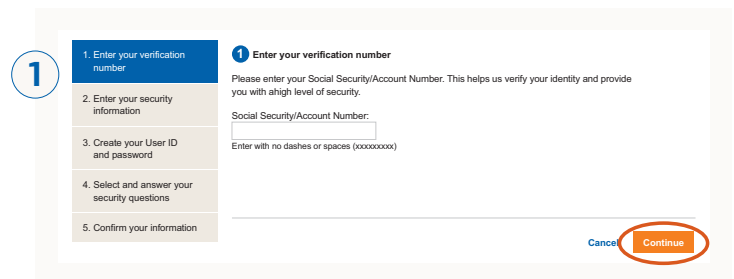 1
1. Enter your verification
number
2. Enter your security
information
3. Create your User ID
and password
4. Select and answer your
security questions
5. Confirm your information
1 Enter your verification number
Please enter your Social Security/Account Number. This helps us verify your identity and provide
you with ahigh level of security.
Social Security/Account Number:
Enter with no dashes or spaces (xxxxxxxxx)
Cancel
Continue